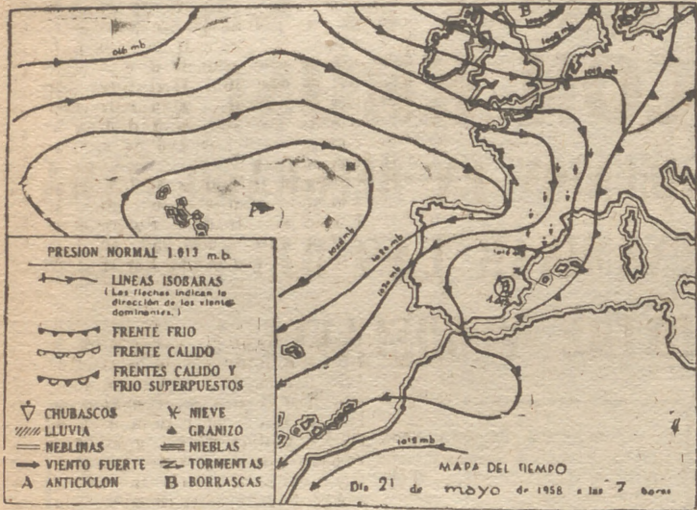 B
1018 mb
1015 mb
PRESION NORMAL 1.013 m.b.
LINEAS ISOBARAS
(Las flechas indican la
dirección de los vientos
dominantes.)
FRENTE FRIO
FRENTE CALIDO
FRENTES CALIDO Y
FRIO SUPERPUESTOS
CHUBASCOS
NIEVE
LLUVIA
GRANIZO
NEBLINAS
NIEBLAS
VIENTO FUERTE
TORMENTAS
A ANTICICLON
B BORRASCAS
B
MAPA DEL TIEMPO
Día 21 de mayo de 1958 a las 7 horas